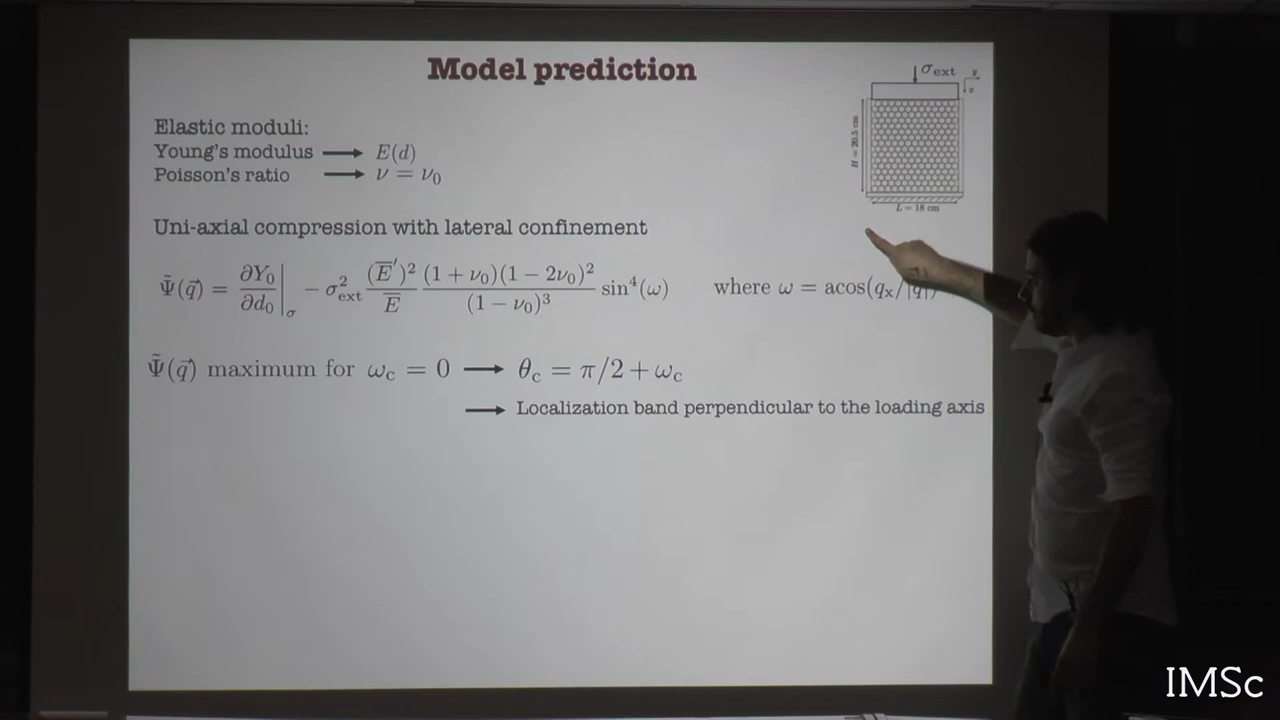 Model prediction
σext
y
x
H = 20.5 cm
L = 18 cm
Elastic moduli:
Young's modulus ⟶ E(d)
Poisson's ratio ⟶ ν = ν₀
Uni-axial compression with lateral confinement
Ψ̃(q⃗) = ∂Y₀/∂d₀|σ − σ²ext (E̅′)²/E̅ (1 + ν₀)(1 − 2ν₀)²/(1 − ν₀)³ sin⁴(ω) where ω = acos(qx/|q⃗|)
Ψ̃(q⃗) maximum for ωc = 0 ⟶ θc = π/2 + ωc
⟶ Localization band perpendicular to the loading axis
IMSc